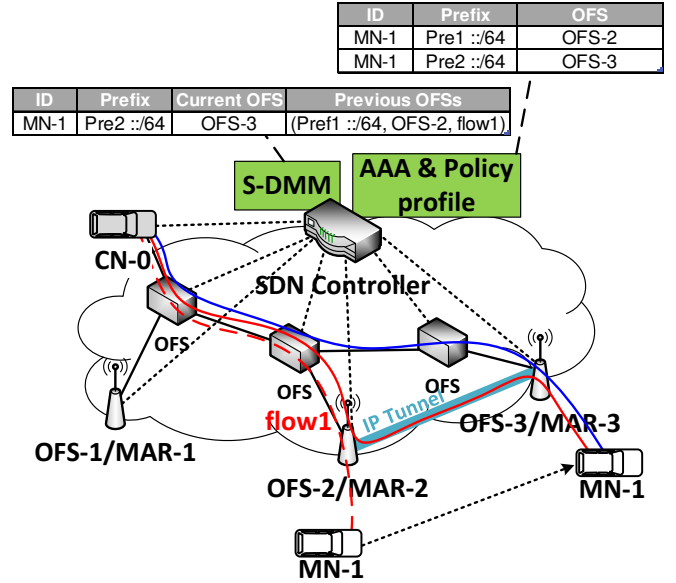 ID Prefix OFS
MN-1 Pre1 ::/64 OFS-2
MN-1 Pre2 ::/64 OFS-3
ID Prefix Current OFS Previous OFSs
MN-1 Pre2 ::/64 OFS-3 (Pref1 ::/64, OFS-2, flow1)
S-DMM
AAA & Policy
profile
CN-0
SDN Controller
OFS
OFS
OFS
flow1
IP Tunnel
OFS-3/MAR-3
OFS-1/MAR-1
OFS-2/MAR-2
MN-1
MN-1